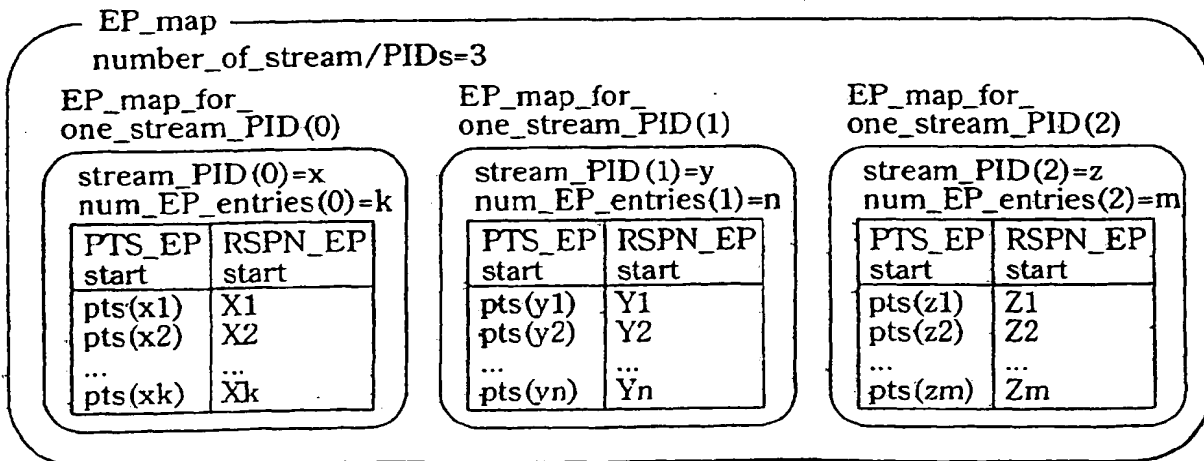 EP_map
number_of_stream/PIDs=3
EP_map_for_
one_stream_PID(0)
stream_PID(0)=x
num_EP_entries(0)=k
PTS_EP RSPN_EP
start start
pts(x1) X1
pts(x2) X2
... ...
pts(xk) Xk
EP_map_for_
one_stream_PID(1)
stream_PID(1)=y
num_EP_entries(1)=n
PTS_EP RSPN_EP
start start
pts(y1) Y1
pts(y2) Y2
... ...
pts(yn) Yn
EP_map_for_
one_stream_PID(2)
stream_PID(2)=z
num_EP_entries(2)=m
PTS_EP RSPN_EP
start start
pts(z1) Z1
pts(z2) Z2
... ...
pts(zm) Zm